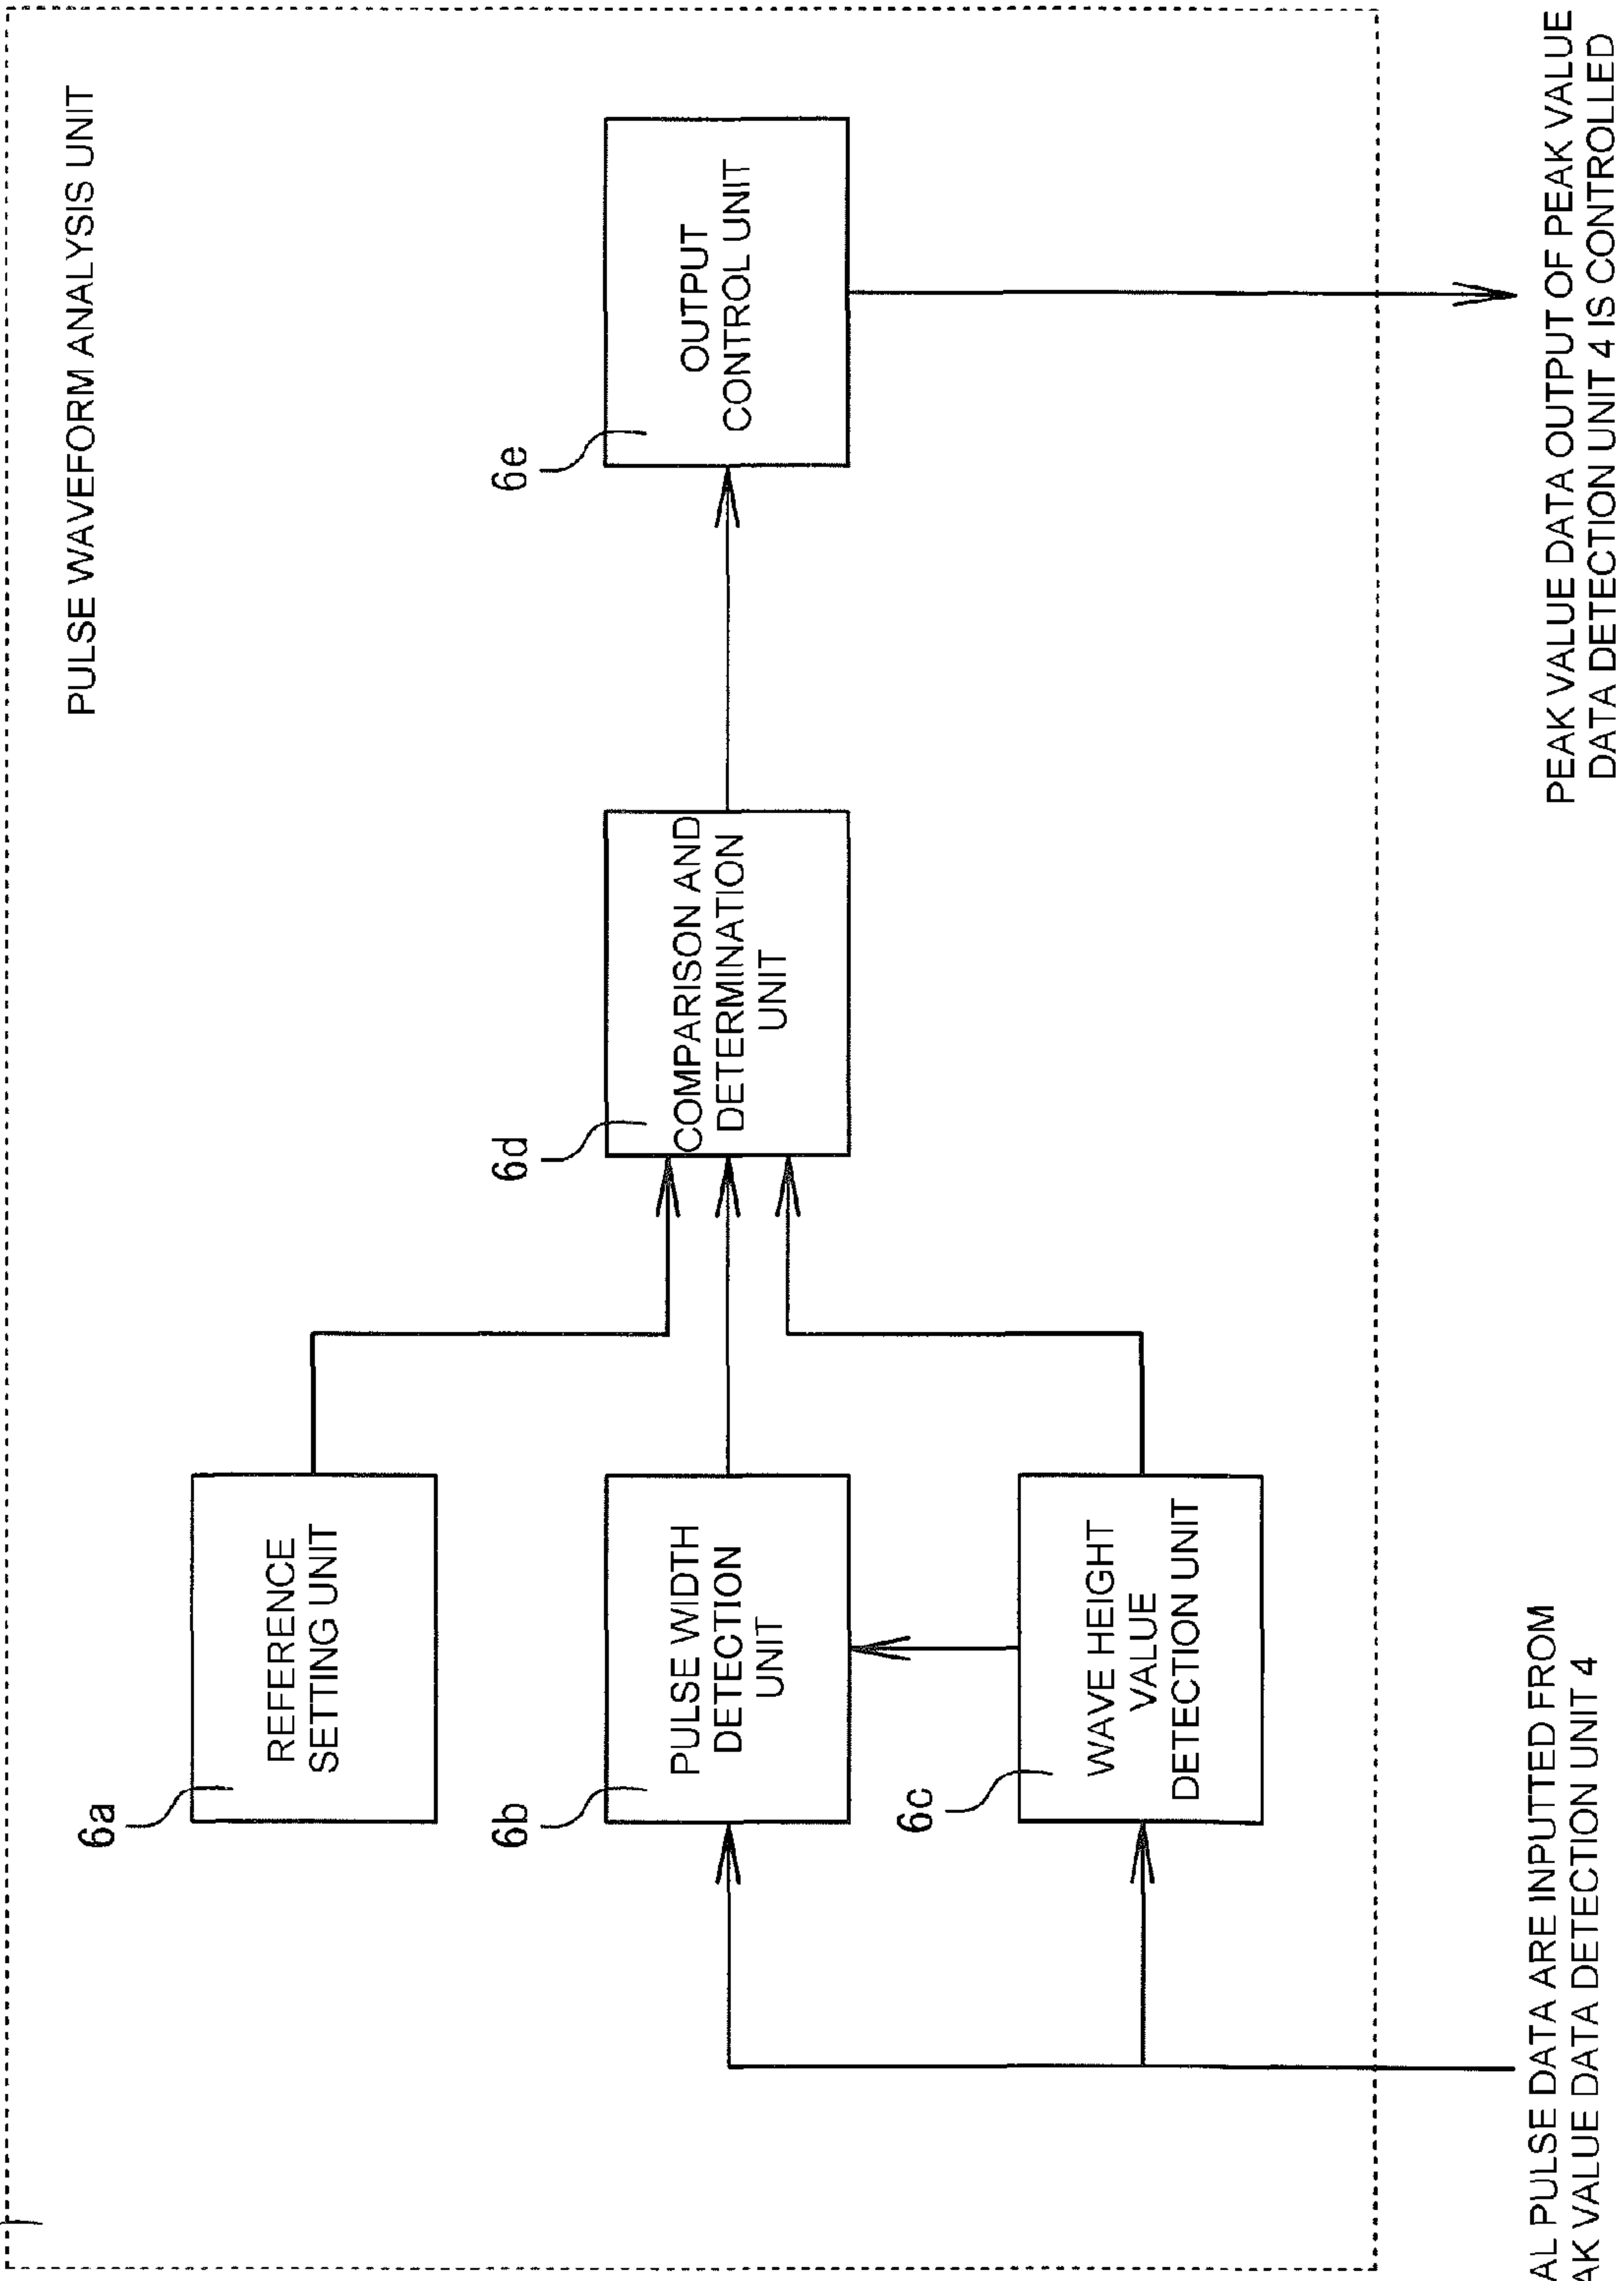 PULSE WAVEFORM ANALYSIS UNIT
6a
REFERENCE
SETTING UNIT
6b
PULSE WIDTH
DETECTION
UNIT
6c
WAVE HEIGHT
VALUE
DETECTION UNIT
6d
COMPARISON AND
DETERMINATION
UNIT
6e
OUTPUT
CONTROL UNIT
AL PULSE DATA ARE INPUTTED FROM
AK VALUE DATA DETECTION UNIT 4
PEAK VALUE DATA OUTPUT OF PEAK VALUE
DATA DETECTION UNIT 4 IS CONTROLLED